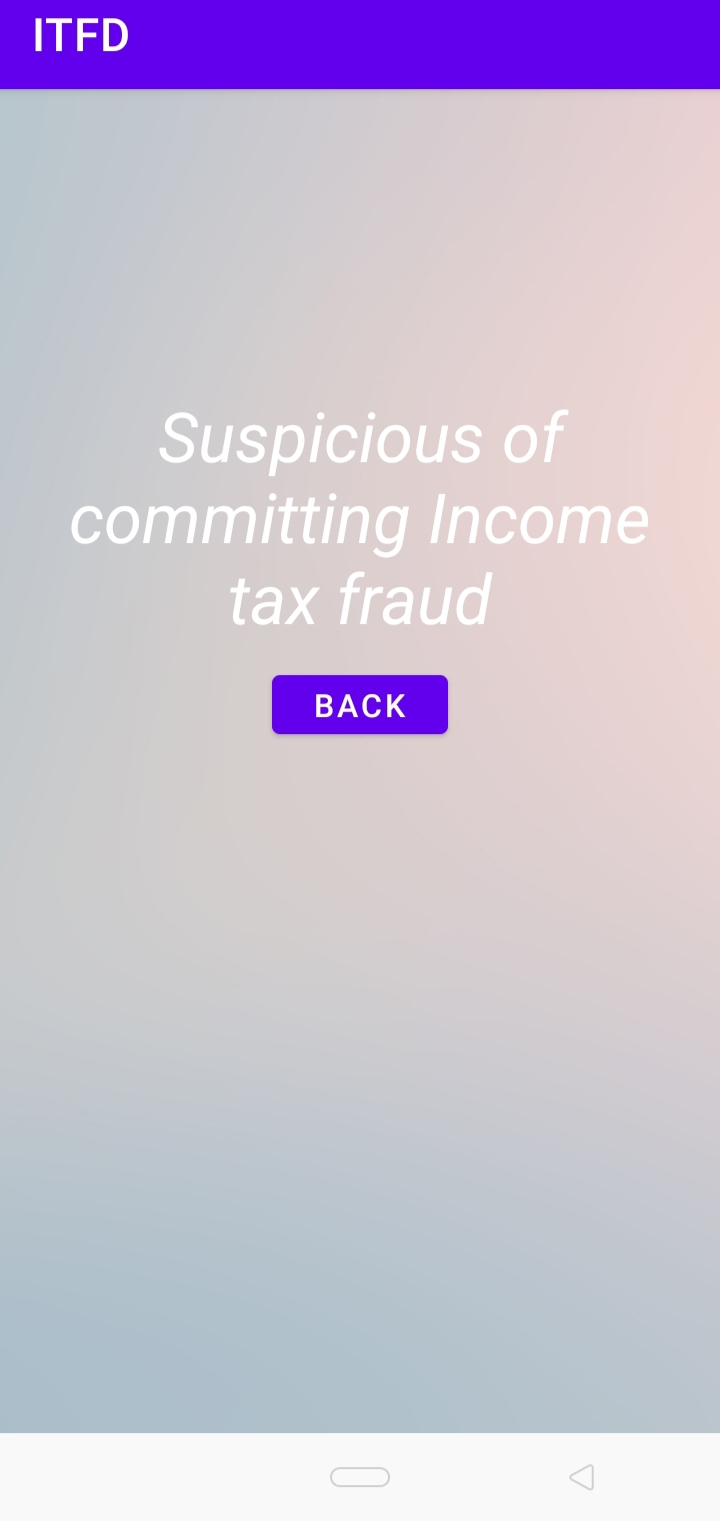 ITFD
Suspicious of
committing Income
tax fraud
BACK